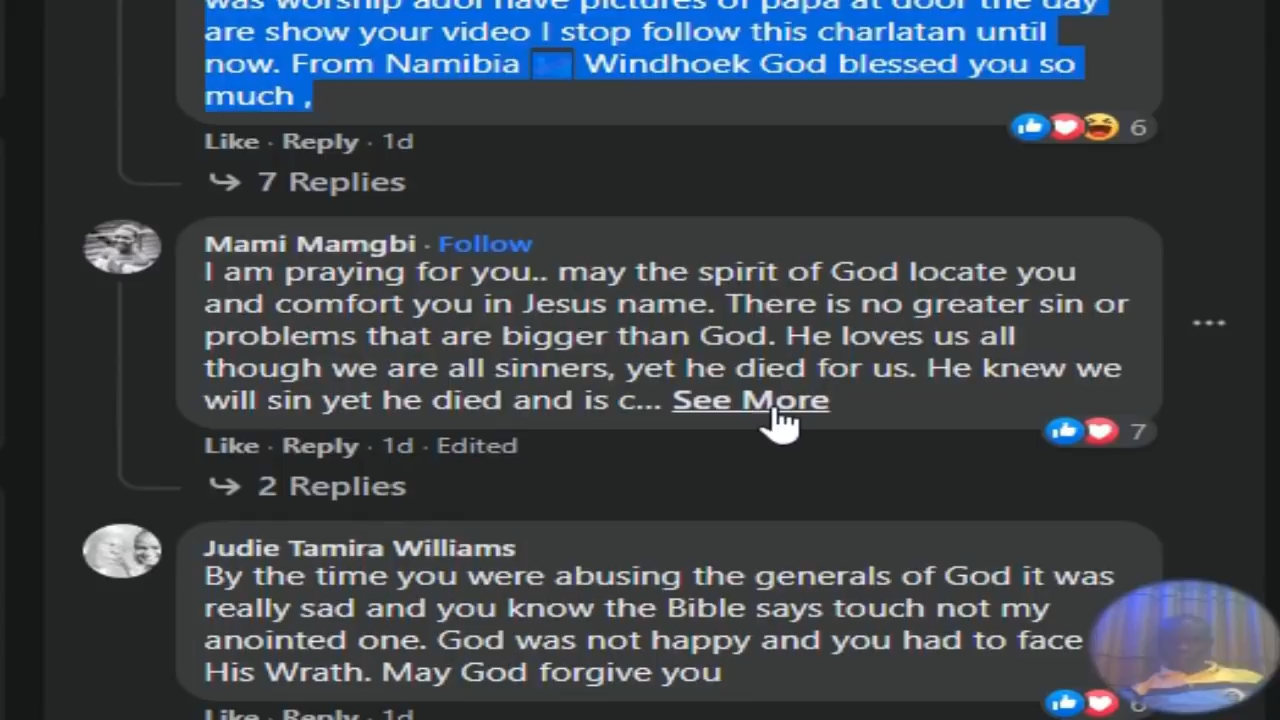 was worship ador have pictures of papa at door the day
are show your video I stop follow this charlatan until
now. From Namibia Windhoek God blessed you so
much ,
6
Like · Reply · 1d
7 Replies
Mami Mamgbi · Follow
I am praying for you.. may the spirit of God locate you
and comfort you in Jesus name. There is no greater sin or
problems that are bigger than God. He loves us all
though we are all sinners, yet he died for us. He knew we
will sin yet he died and is c... See More
7
Like · Reply · 1d · Edited
2 Replies
Judie Tamira Williams
By the time you were abusing the generals of God it was
really sad and you know the Bible says touch not my
anointed one. God was not happy and you had to face
His Wrath. May God forgive you
Like · Reply · 1d